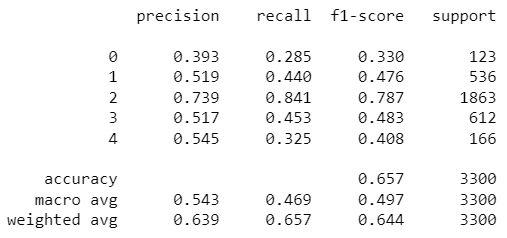 precision recall f1-score support
0 0.393 0.285 0.330 123
1 0.519 0.440 0.476 536
2 0.739 0.841 0.787 1863
3 0.517 0.453 0.483 612
4 0.545 0.325 0.408 166
accuracy 0.657 3300
macro avg 0.543 0.469 0.497 3300
weighted avg 0.639 0.657 0.644 3300